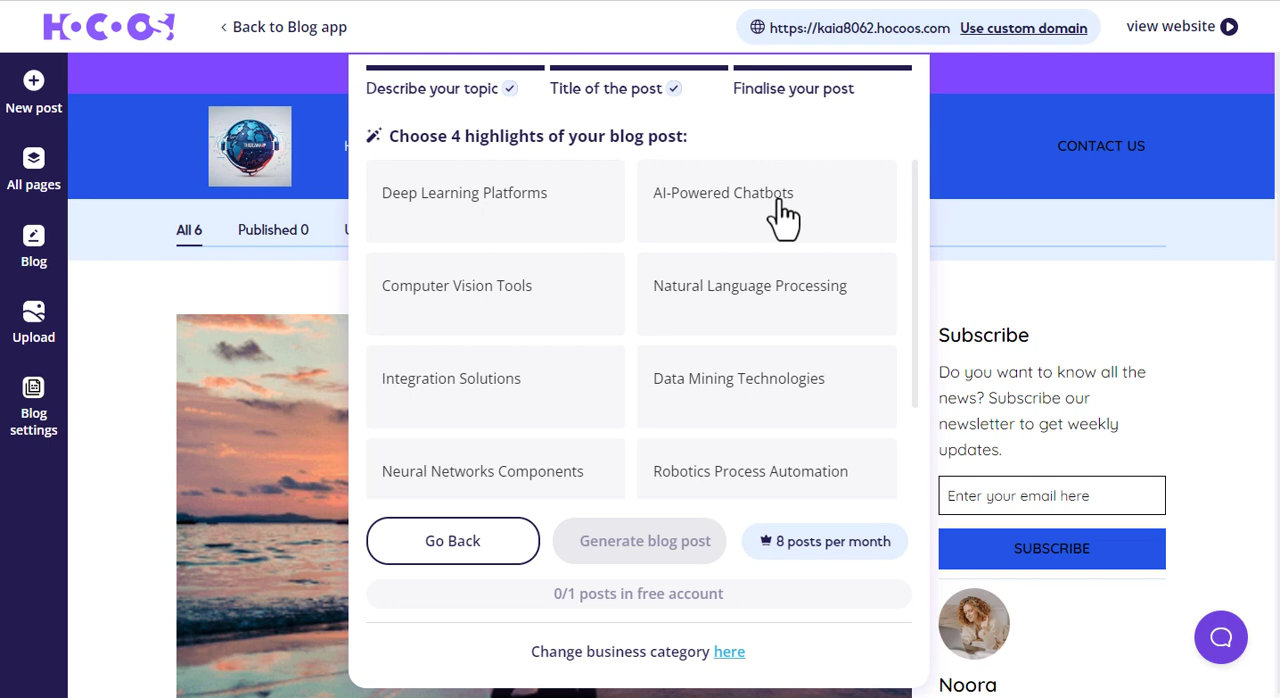 HOCOOS!
‹ Back to Blog app
https://kaia8062.hocoos.com Use custom domain
view website
New post
All pages
Blog
Upload
Blog
settings
Describe your topic
Title of the post
Finalise your post
Choose 4 highlights of your blog post:
Deep Learning Platforms
AI-Powered Chatbots
Computer Vision Tools
Natural Language Processing
Integration Solutions
Data Mining Technologies
Neural Networks Components
Robotics Process Automation
Go Back
Generate blog post
8 posts per month
0/1 posts in free account
Change business category here
CONTACT US
All 6
Published 0
Subscribe
Do you want to know all the
news? Subscribe our
newsletter to get weekly
updates.
Enter your email here
SUBSCRIBE
Noora